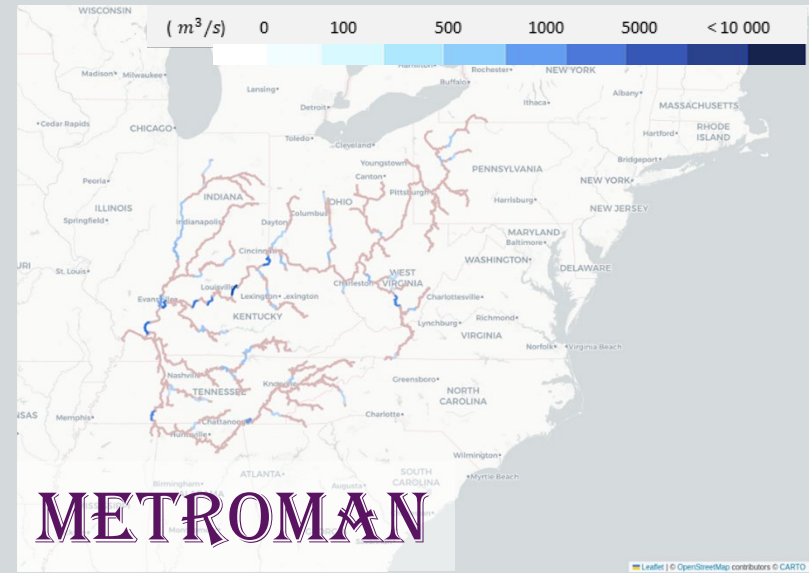 WISCONSIN
( m³/s) 0 100 500 1000 5000 < 10 000
Rochester NEW YORK
Madison Milwaukee
Buffalo
Lansing
Albany
Ithaca
MASSACHUSETTS
Detroit
Cedar Rapids
CHICAGO
RHODE
ISLAND
Hartford
Toledo
Cleveland
Bridgeport
Youngstown
PENNSYLVANIA
Canton
NEW YORK
Peoria
Pittsburgh
INDIANA
Harrisburg
ILLINOIS
OHIO
NEW JERSEY
Columbus
Springfield
Indianapolis
Dayton
MARYLAND
Baltimore
Cincinnati
WASHINGTON
URI
DELAWARE
St. Louis
WEST
VIRGINIA
Charleston
Louisville
Evansville
Lexington Lexington
Charlottesville
KENTUCKY
Richmond
Lynchburg
VIRGINIA
Norfolk Virginia Beach
Nashville
Greensboro
TENNESSEE
NORTH
CAROLINA
SAS
Memphis
Charlotte
Chattanooga
Huntsville
Wilmington
ATLANTA
SOUTH
CAROLINA
Myrtle Beach
Birmingham
Augusta
METROMAN
Leaflet | © OpenStreetMap contributors © CARTO